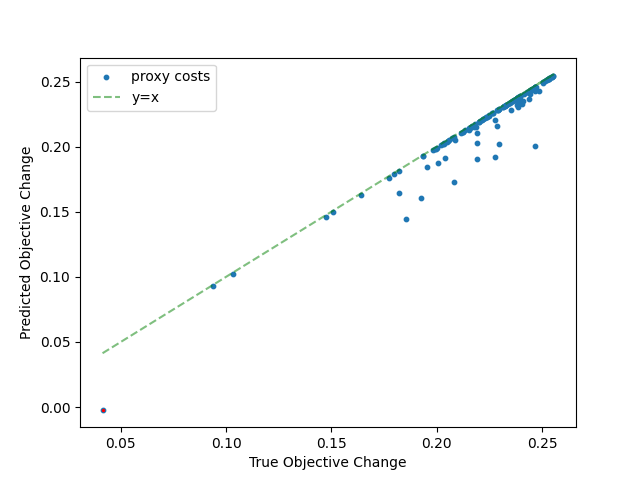 proxy costs
y=x
Predicted Objective Change
0.25
0.20
0.15
0.10
0.05
0.00
0.05
0.10
0.15
0.20
0.25
True Objective Change